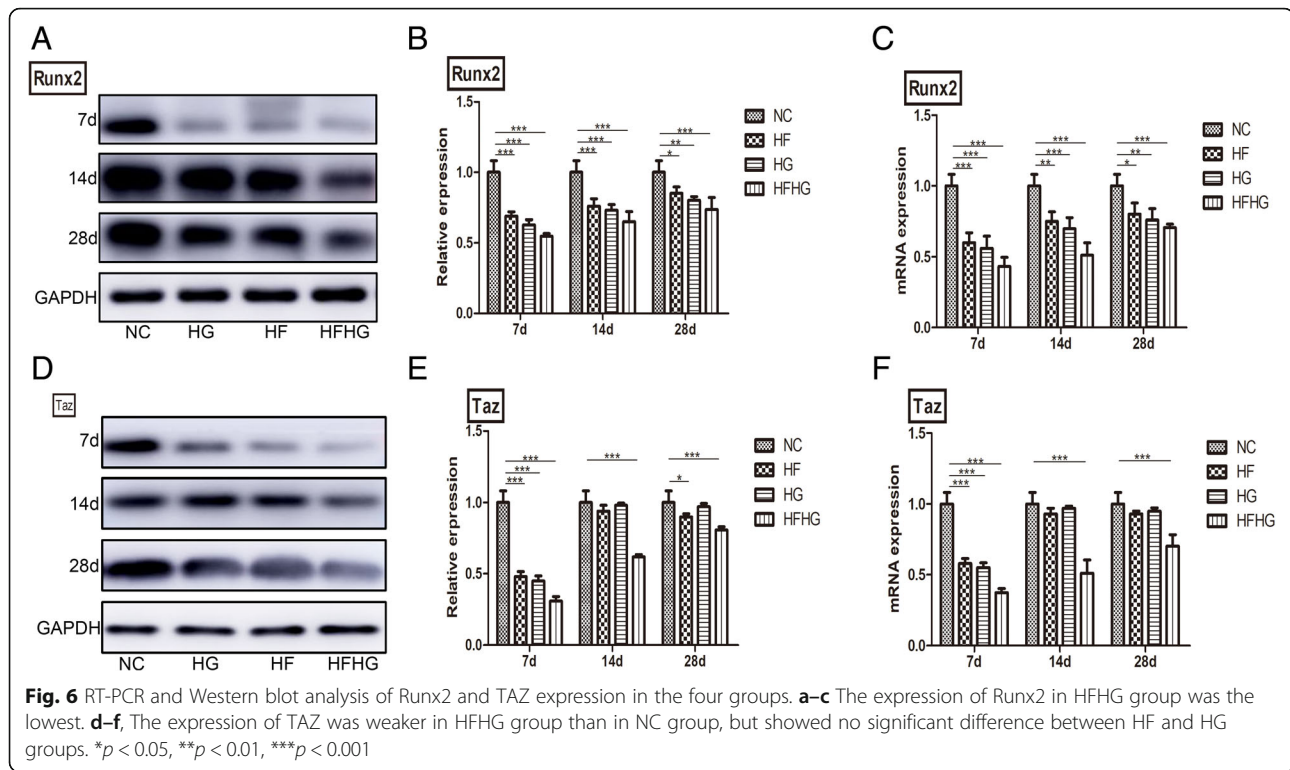 A
Runx2
7d
14d
28d
GAPDH
NC HG HF HFHG
B
Runx2
Relative erpression
1.5
1.0
0.5
0.0
*** *** ***
*** *** **
*** *** *
7d 14d 28d
NC
HF
HG
HFHG
C
Runx2
mRNA expression
1.5
1.0
0.5
0.0
*** *** ***
*** *** **
*** ** *
7d 14d 28d
NC
HF
HG
HFHG
D
Taz
7d
14d
28d
GAPDH
NC HG HF HFHG
E
Taz
Relative erpression
1.5
1.0
0.5
0.0
*** *** ***
***
*** *
7d 14d 28d
NC
HF
HG
HFHG
F
Taz
mRNA expression
1.5
1.0
0.5
0.0
*** *** ***
***
***
7d 14d 28d
NC
HF
HG
HFHG
Fig. 6 RT-PCR and Western blot analysis of Runx2 and TAZ expression in the four groups. a–c The expression of Runx2 in HFHG group was the
lowest. d–f, The expression of TAZ was weaker in HFHG group than in NC group, but showed no significant difference between HF and HG
groups. *p < 0.05, **p < 0.01, ***p < 0.001